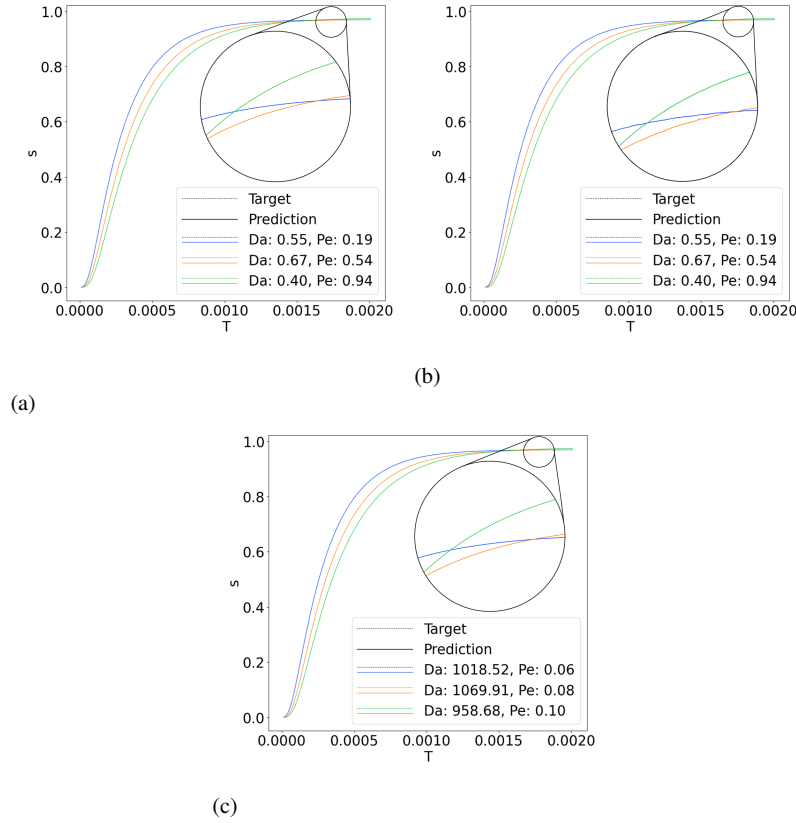 1.0
0.8
0.6
s
0.4
0.2
0.0
Target
Prediction
Da: 0.55, Pe: 0.19
Da: 0.67, Pe: 0.54
Da: 0.40, Pe: 0.94
0.0000 0.0005 0.0010 0.0015 0.0020
T
(a)
1.0
0.8
0.6
s
0.4
0.2
0.0
Target
Prediction
Da: 0.55, Pe: 0.19
Da: 0.67, Pe: 0.54
Da: 0.40, Pe: 0.94
0.0000 0.0005 0.0010 0.0015 0.0020
T
(b)
1.0
0.8
0.6
s
0.4
0.2
0.0
Target
Prediction
Da: 1018.52, Pe: 0.06
Da: 1069.91, Pe: 0.08
Da: 958.68, Pe: 0.10
0.0000 0.0005 0.0010 0.0015 0.0020
T
(c)